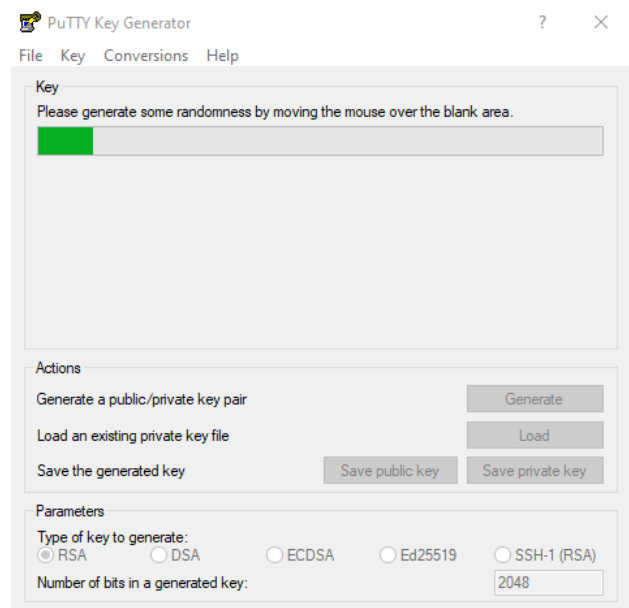 PuTTY Key Generator ? ×
File Key Conversions Help
Key
Please generate some randomness by moving the mouse over the blank area.
Actions
Generate a public/private key pair Generate
Load an existing private key file Load
Save the generated key Save public key Save private key
Parameters
Type of key to generate:
RSA DSA ECDSA Ed25519 SSH-1 (RSA)
Number of bits in a generated key: 2048